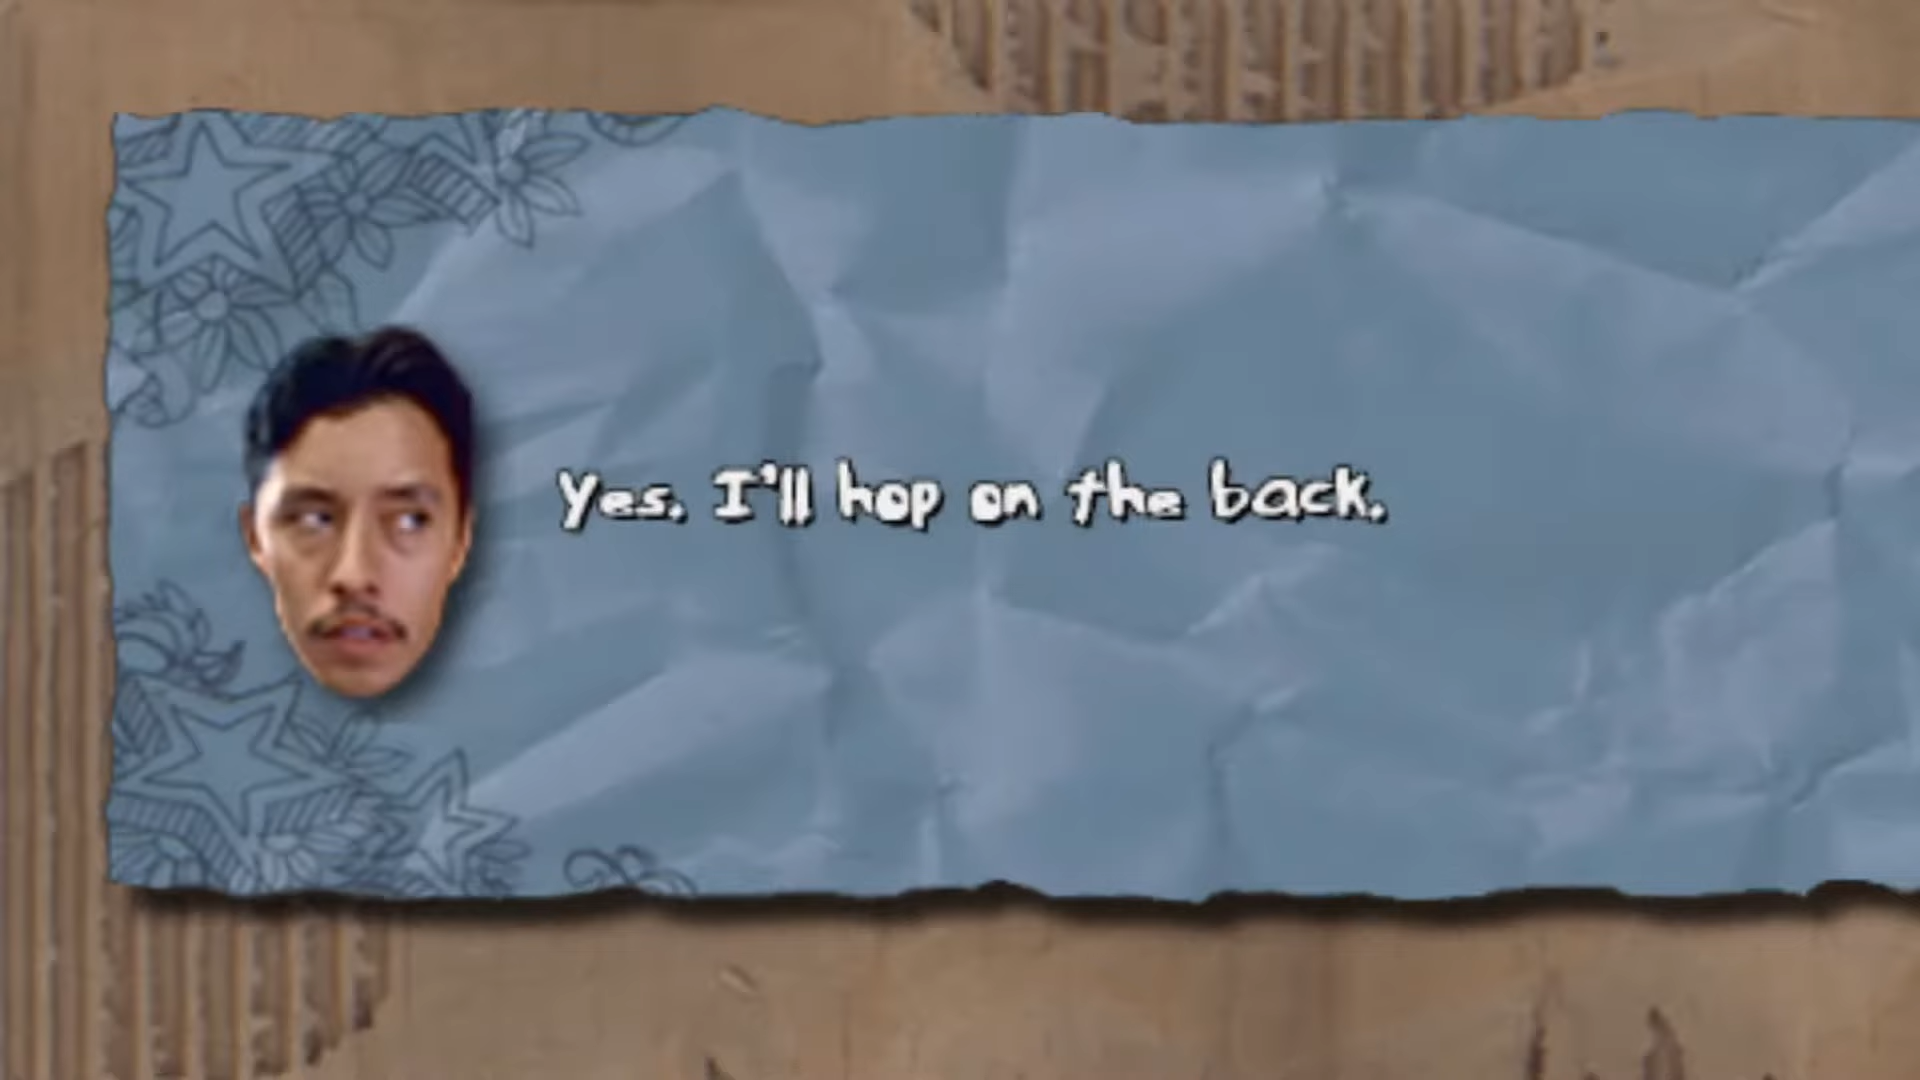 Yes. I'll hop on the back.